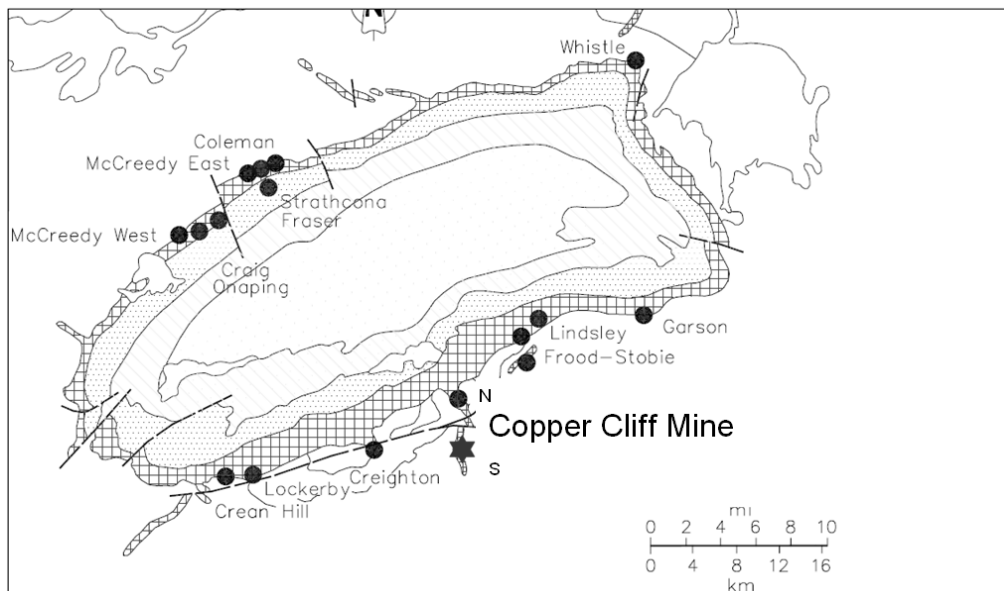 N
Whistle
Coleman
McCreedy East
Strathcona
Fraser
McCreedy West
Craig
Onaping
Lindsley
Garson
Frood–Stobie
N
Copper Cliff Mine
S
Creighton
Lockerby
Crean Hill
mi
0 2 4 6 8 10
0 4 8 12 16
km